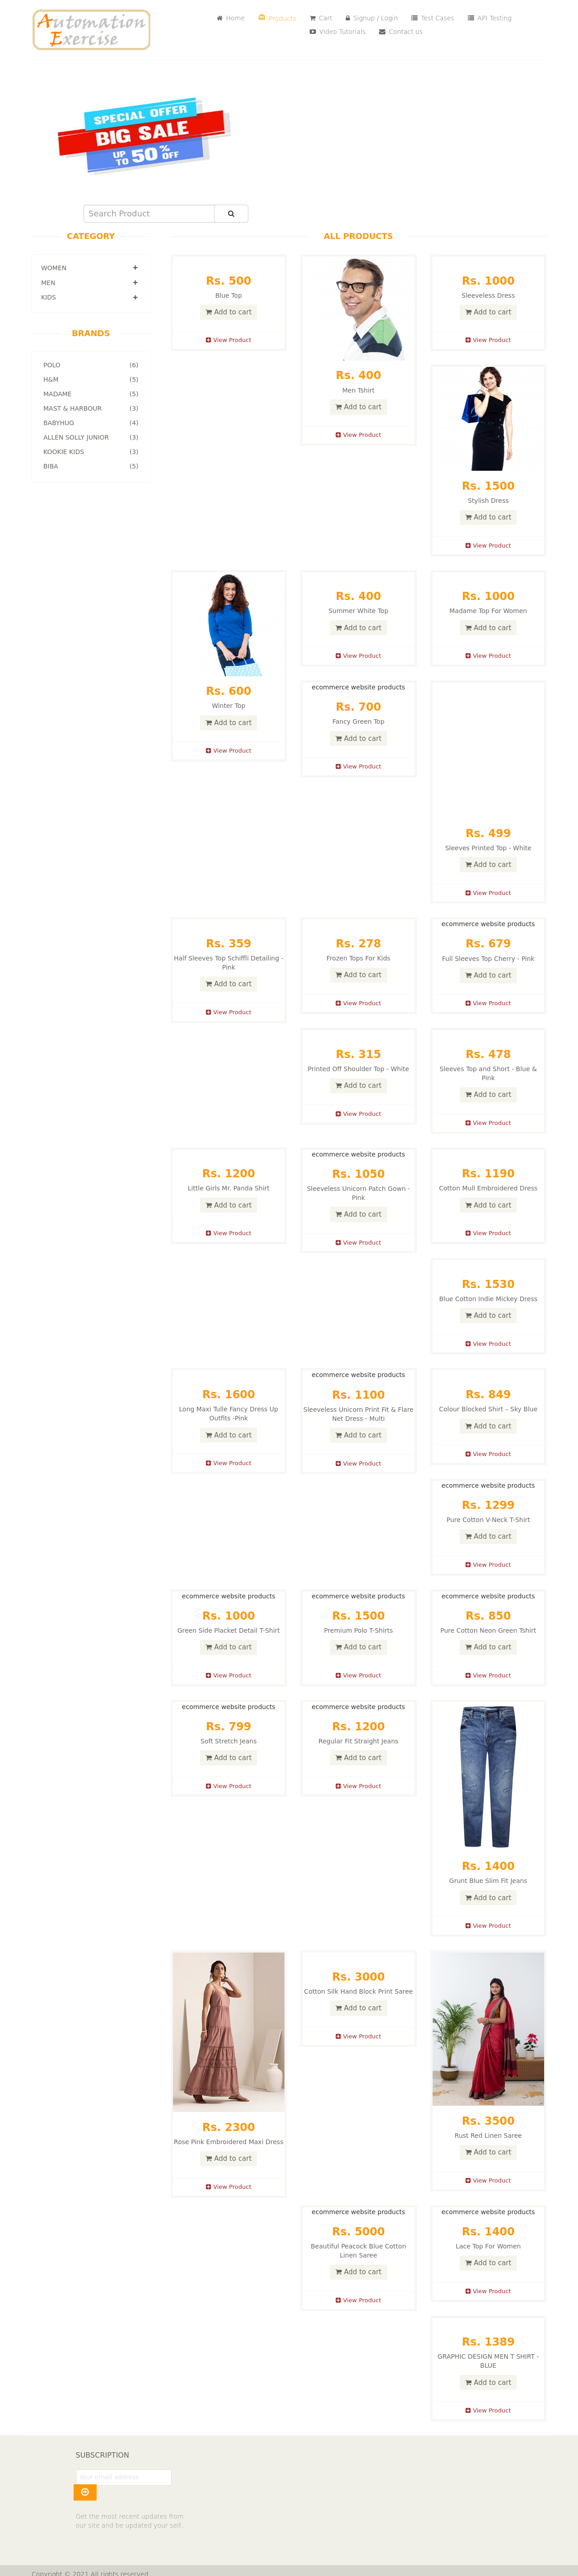 Automation
Exercise
Home
Products
Cart
Signup / Login
Test Cases
API Testing
Video Tutorials
Contact us
SPECIAL OFFER
BIG SALE
UP TO 50% OFF
Search Product
CATEGORY
WOMEN
MEN
KIDS
BRANDS
POLO (6)
H&M (5)
MADAME (5)
MAST & HARBOUR (3)
BABYHUG (4)
ALLEN SOLLY JUNIOR (3)
KOOKIE KIDS (3)
BIBA (5)
ALL PRODUCTS
Rs. 500
Blue Top
Add to cart
View Product
Rs. 400
Men Tshirt
Add to cart
View Product
Rs. 1000
Sleeveless Dress
Add to cart
View Product
Rs. 1500
Stylish Dress
Add to cart
View Product
Rs. 600
Winter Top
Add to cart
View Product
Rs. 400
Summer White Top
Add to cart
View Product
Rs. 1000
Madame Top For Women
Add to cart
View Product
ecommerce website products
Rs. 700
Fancy Green Top
Add to cart
View Product
Rs. 499
Sleeves Printed Top - White
Add to cart
View Product
Rs. 359
Half Sleeves Top Schiffli Detailing -
Pink
Add to cart
View Product
Rs. 278
Frozen Tops For Kids
Add to cart
View Product
ecommerce website products
Rs. 679
Full Sleeves Top Cherry - Pink
Add to cart
View Product
Rs. 315
Printed Off Shoulder Top - White
Add to cart
View Product
Rs. 478
Sleeves Top and Short - Blue &
Pink
Add to cart
View Product
Rs. 1200
Little Girls Mr. Panda Shirt
Add to cart
View Product
ecommerce website products
Rs. 1050
Sleeveless Unicorn Patch Gown -
Pink
Add to cart
View Product
Rs. 1190
Cotton Mull Embroidered Dress
Add to cart
View Product
Rs. 1530
Blue Cotton Indie Mickey Dress
Add to cart
View Product
Rs. 1600
Long Maxi Tulle Fancy Dress Up
Outfits -Pink
Add to cart
View Product
ecommerce website products
Rs. 1100
Sleeveless Unicorn Print Fit & Flare
Net Dress - Multi
Add to cart
View Product
Rs. 849
Colour Blocked Shirt – Sky Blue
Add to cart
View Product
ecommerce website products
Rs. 1299
Pure Cotton V-Neck T-Shirt
Add to cart
View Product
ecommerce website products
Rs. 1000
Green Side Placket Detail T-Shirt
Add to cart
View Product
ecommerce website products
Rs. 1500
Premium Polo T-Shirts
Add to cart
View Product
ecommerce website products
Rs. 850
Pure Cotton Neon Green Tshirt
Add to cart
View Product
ecommerce website products
Rs. 799
Soft Stretch Jeans
Add to cart
View Product
ecommerce website products
Rs. 1200
Regular Fit Straight Jeans
Add to cart
View Product
Rs. 1400
Grunt Blue Slim Fit Jeans
Add to cart
View Product
Rs. 2300
Rose Pink Embroidered Maxi Dress
Add to cart
View Product
Rs. 3000
Cotton Silk Hand Block Print Saree
Add to cart
View Product
Rs. 3500
Rust Red Linen Saree
Add to cart
View Product
ecommerce website products
Rs. 5000
Beautiful Peacock Blue Cotton
Linen Saree
Add to cart
View Product
ecommerce website products
Rs. 1400
Lace Top For Women
Add to cart
View Product
Rs. 1389
GRAPHIC DESIGN MEN T SHIRT -
BLUE
Add to cart
View Product
SUBSCRIPTION
Your email address
Get the most recent updates from
our site and be updated your self..
Copyright © 2021 All rights reserved